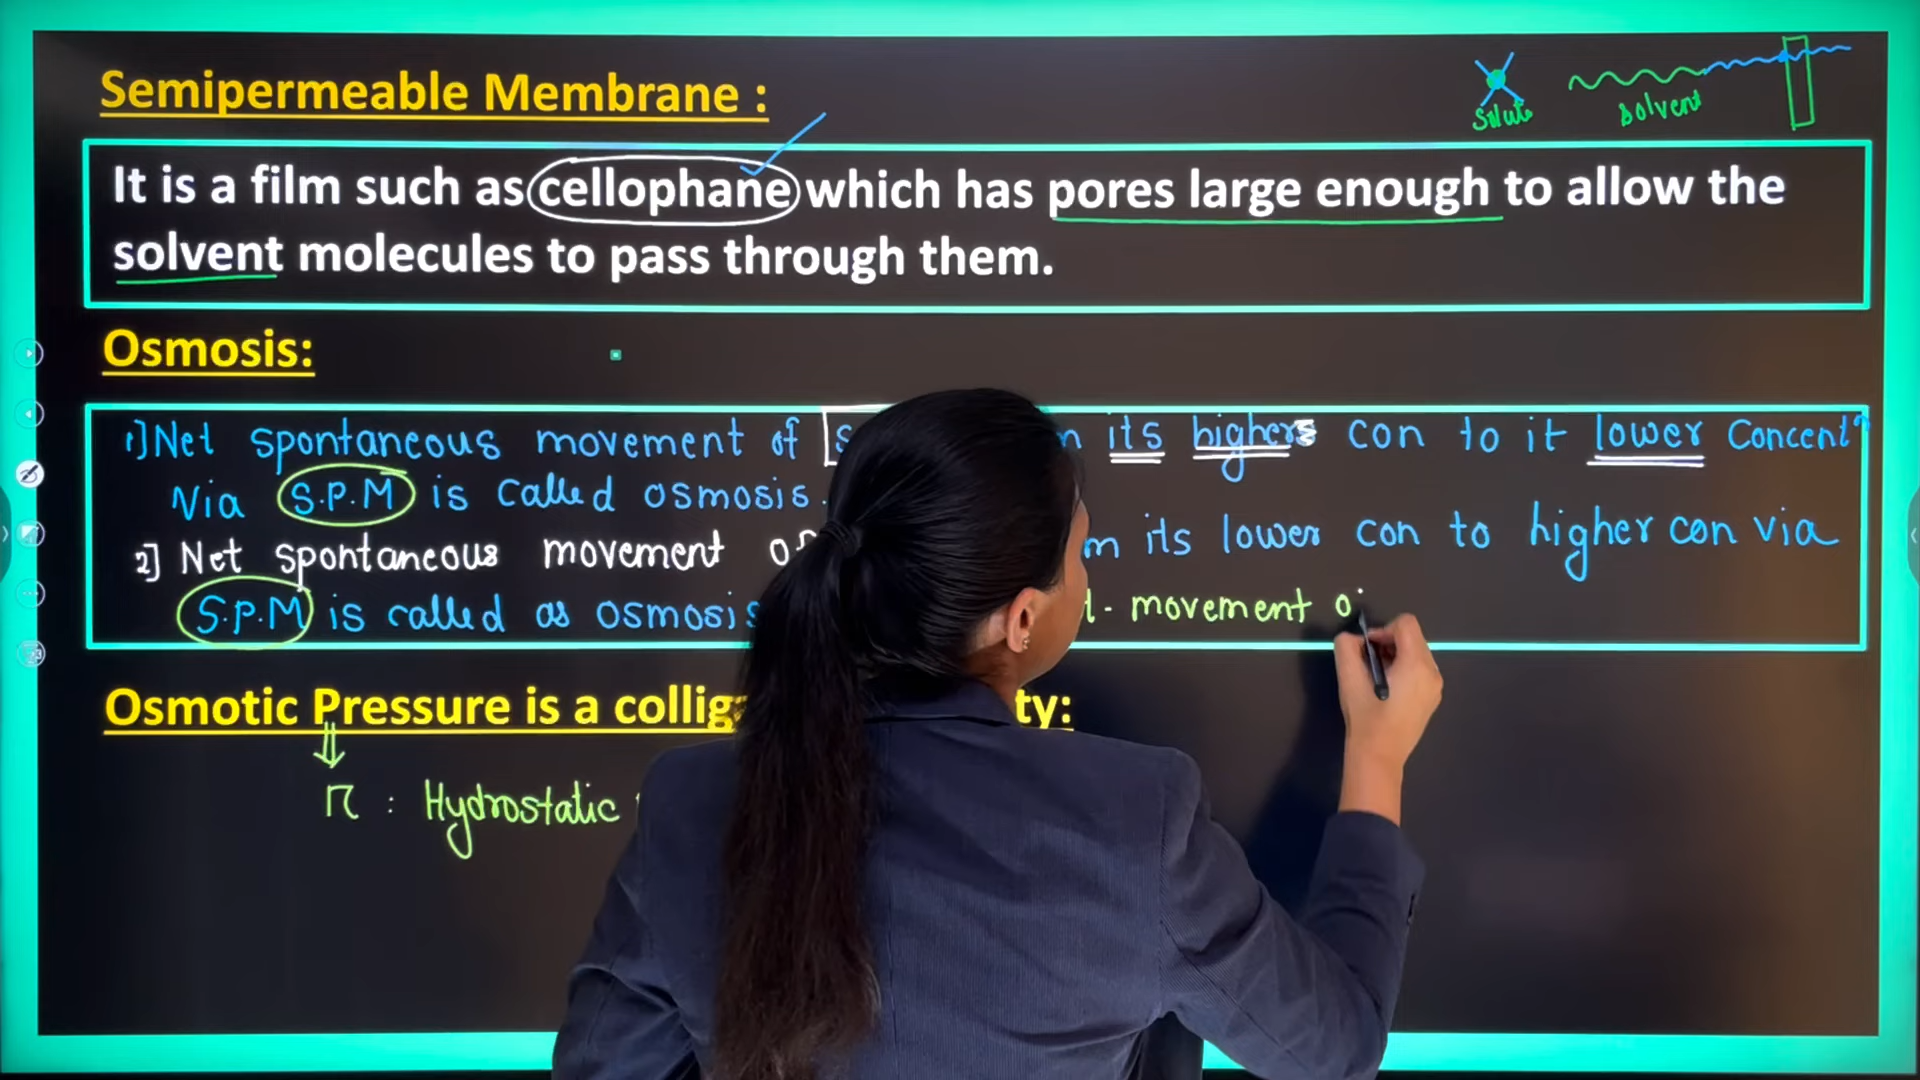 Semipermeable Membrane :
Solute
solvent
It is a film such as cellophane which has pores large enough to allow the
solvent molecules to pass through them.
Osmosis:
1) Net spontaneous movement of its higher con to it lower Concentn
Via S.P.M is called osmosis.
2] Net spontaneous movement of its lower con to higher con via
S.P.M is called as osmosis movement
Osmotic Pressure is a ty:
π : Hydrostatic